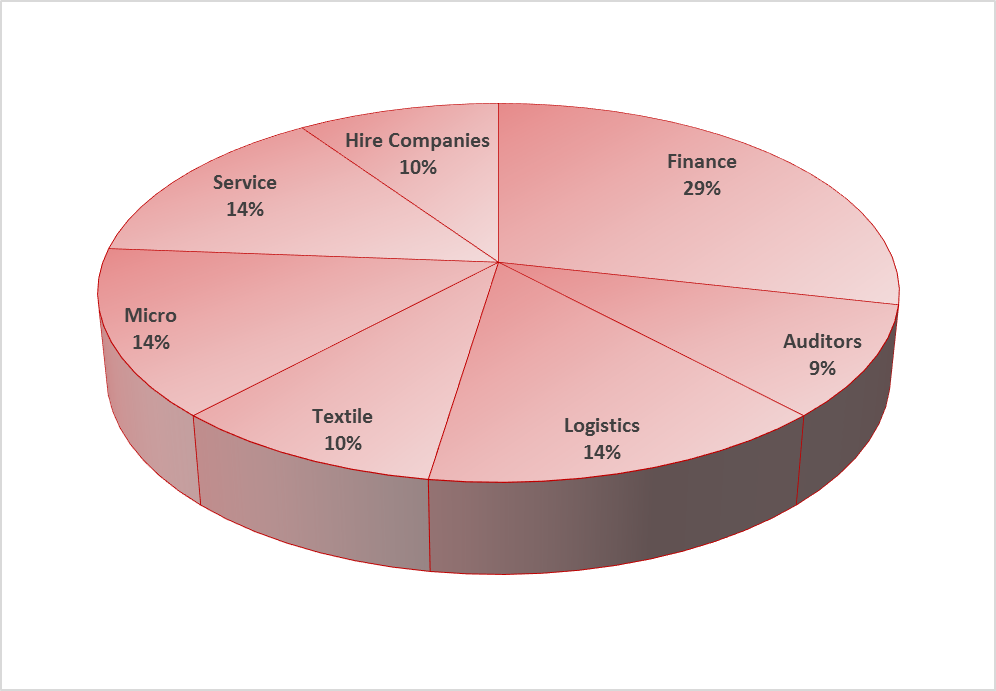 Hire Companies
10%
Finance
29%
Service
14%
Micro
14%
Auditors
9%
Textile
10%
Logistics
14%